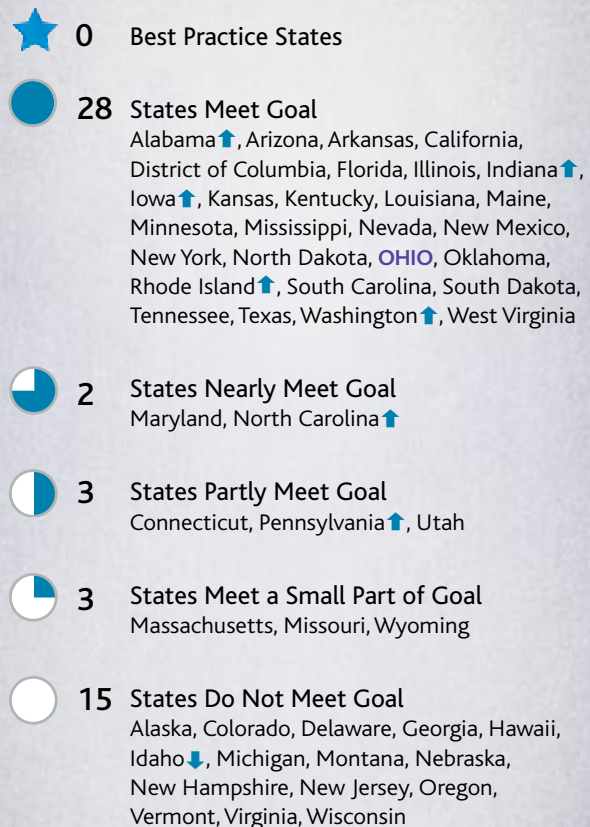 0 Best Practice States
28 States Meet Goal
Alabama⬆, Arizona, Arkansas, California,
District of Columbia, Florida, Illinois, Indiana⬆,
Iowa⬆, Kansas, Kentucky, Louisiana, Maine,
Minnesota, Mississippi, Nevada, New Mexico,
New York, North Dakota, OHIO, Oklahoma,
Rhode Island⬆, South Carolina, South Dakota,
Tennessee, Texas, Washington⬆, West Virginia
2 States Nearly Meet Goal
Maryland, North Carolina⬆
3 States Partly Meet Goal
Connecticut, Pennsylvania⬆, Utah
3 States Meet a Small Part of Goal
Massachusetts, Missouri, Wyoming
15 States Do Not Meet Goal
Alaska, Colorado, Delaware, Georgia, Hawaii,
Idaho⬇, Michigan, Montana, Nebraska,
New Hampshire, New Jersey, Oregon,
Vermont, Virginia, Wisconsin